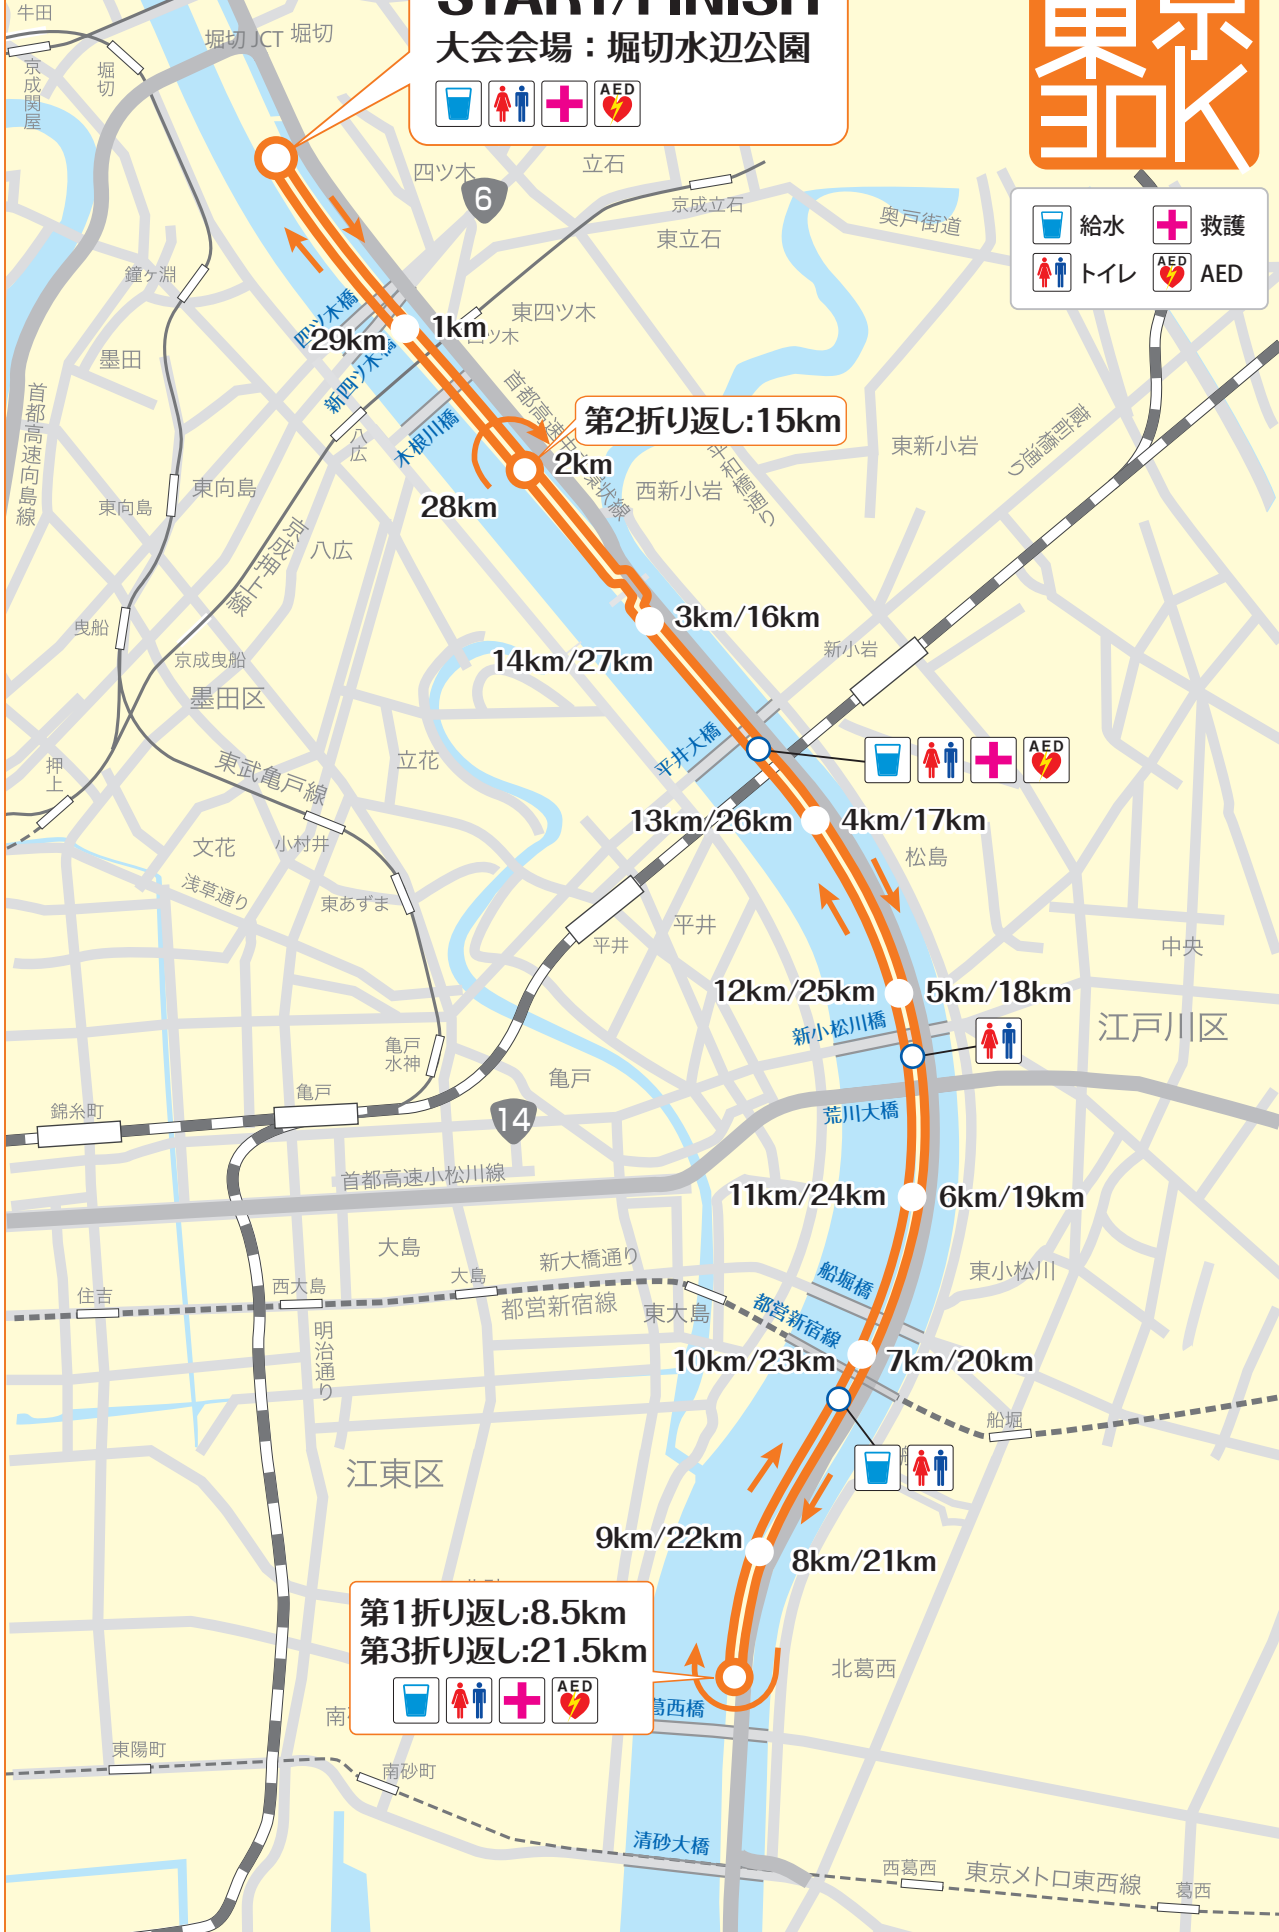 START/FINISH
大会会場：堀切水辺公園
AED
東京
30K
給水
救護
トイレ
AED
AED
牛田
京成関屋
堀切
堀切 JCT
堀切
四ツ木
6
立石
京成立石
東立石
奥戸街道
鐘ヶ淵
四ツ木橋
29km
1km
東四ツ木
墨田
新四ツ木橋
首都高速向島線
八広
木根川橋
第2折り返し:15km
2km
28km
平和橋通り
西新小岩
東新小岩
蔵前橋通り
東向島
東向島
京成押上線
八広
3km/16km
14km/27km
新小岩
曳船
京成曳船
墨田区
平井大橋
押上
東武亀戸線
立花
AED
13km/26km
4km/17km
松島
文花
小村井
浅草通り
東あずま
平井
平井
中央
12km/25km
5km/18km
新小松川橋
江戸川区
亀戸水神
亀戸
亀戸
錦糸町
14
荒川大橋
首都高速小松川線
11km/24km
6km/19km
大島
新大橋通り
船堀橋
東小松川
住吉
西大島
大島
都営新宿線
東大島
都営新宿線
明治通り
10km/23km
7km/20km
船堀
江東区
9km/22km
8km/21km
第1折り返し:8.5km
第3折り返し:21.5km
AED
北葛西
葛西橋
東陽町
南砂町
清砂大橋
西葛西
東京メトロ東西線
葛西